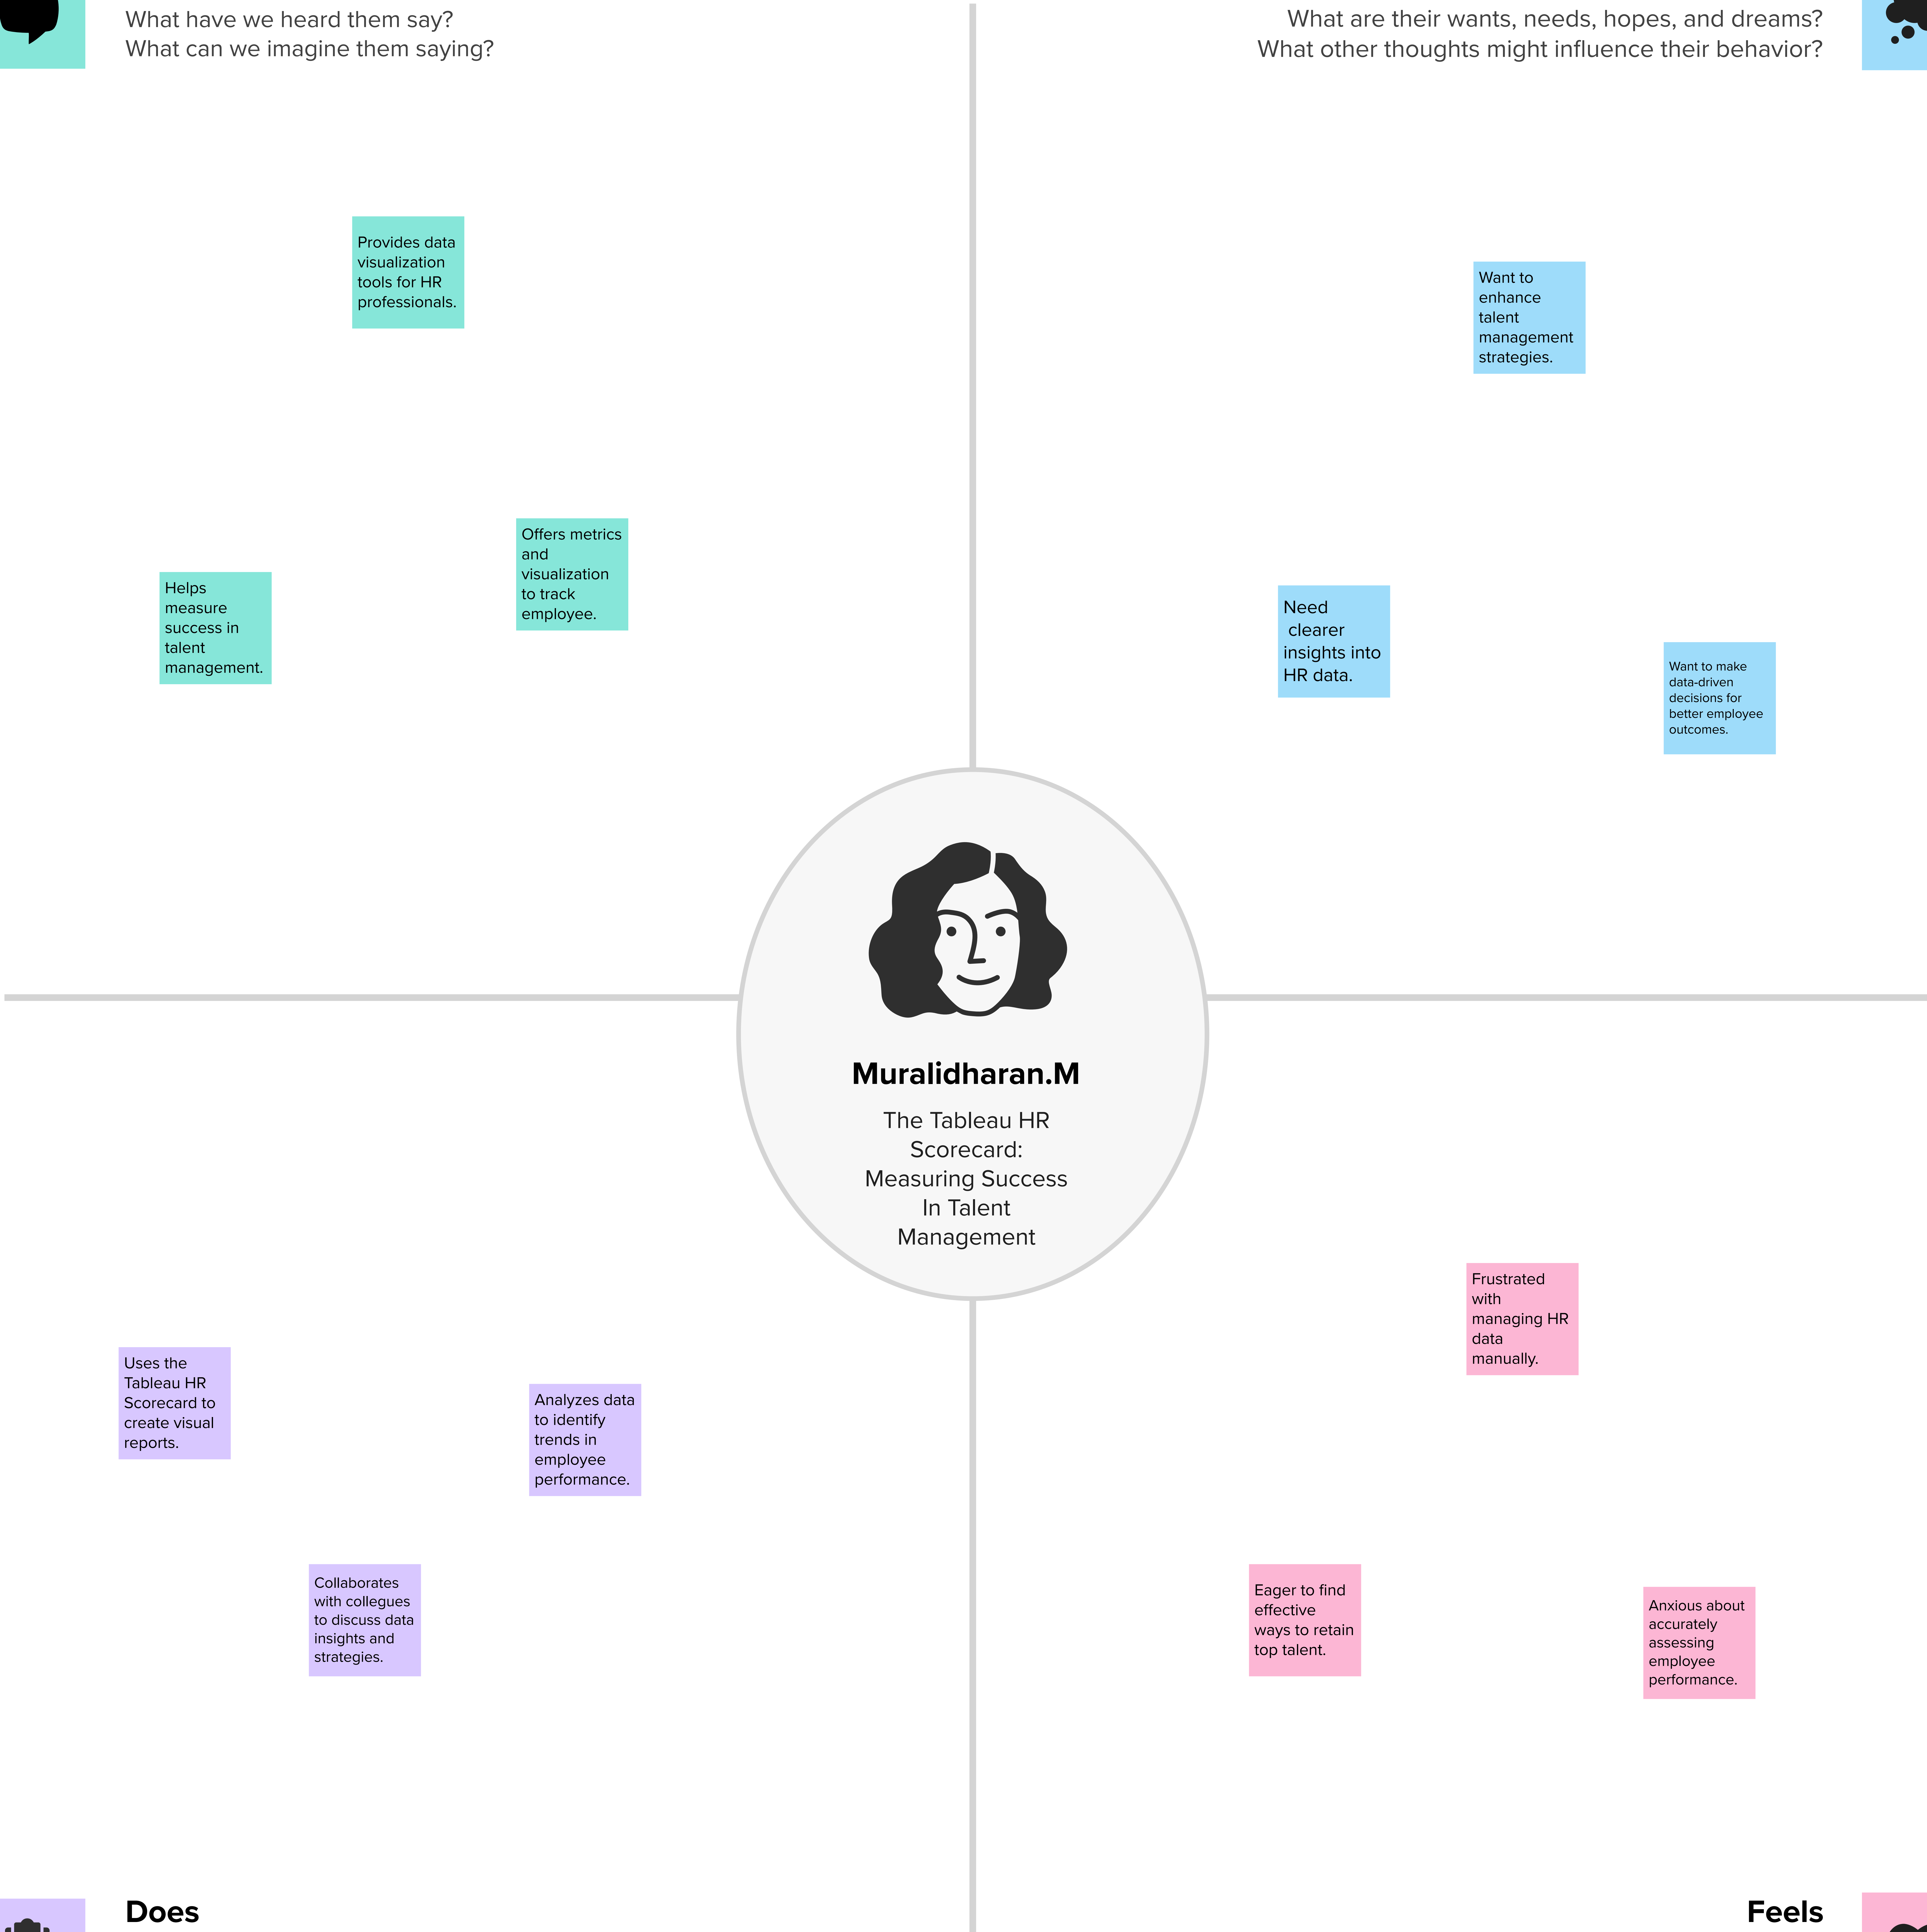 What have we heard them say?
What can we imagine them saying?
What are their wants, needs, hopes, and dreams?
What other thoughts might influence their behavior?
Provides data
visualization
tools for HR
professionals.
Helps
measure
success in
talent
management.
Offers metrics
and
visualization
to track
employee.
Want to
enhance
talent
management
strategies.
Need
clearer
insights into
HR data.
Want to make
data-driven
decisions for
better employee
outcomes.
Muralidharan.M
The Tableau HR
Scorecard:
Measuring Success
In Talent
Management
Uses the
Tableau HR
Scorecard to
create visual
reports.
Analyzes data
to identify
trends in
employee
performance.
Collaborates
with collegues
to discuss data
insights and
strategies.
Frustrated
with
managing HR
data
manually.
Eager to find
effective
ways to retain
top talent.
Anxious about
accurately
assessing
employee
performance.
Does
Feels